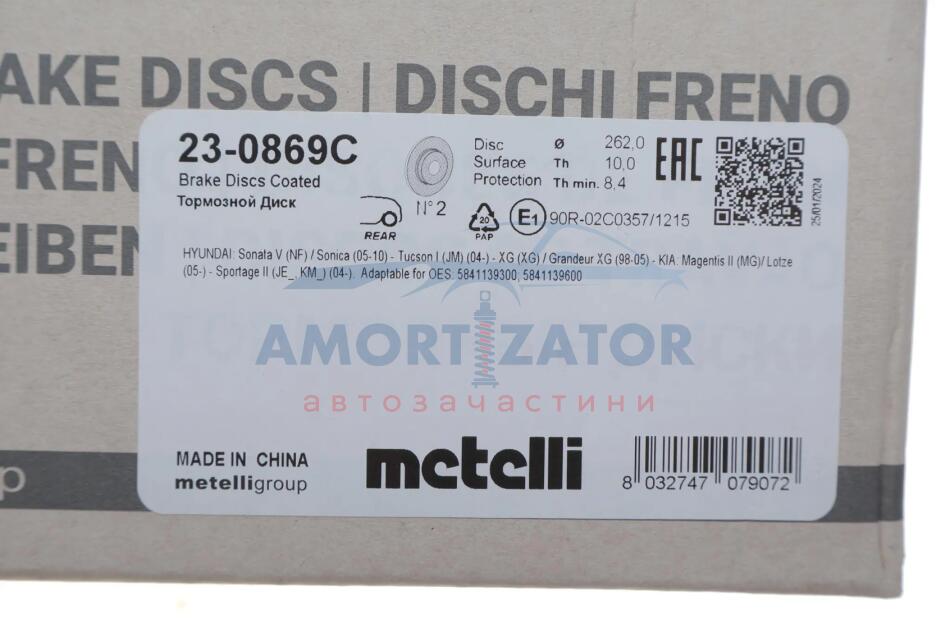 AKE DISCS | DISCHI FRENO
FREN
EIBEN
23-0869C
Brake Discs Coated
Тормозной Диск
REAR
N°2
Disc
Surface
Protection
Ø 262,0
Th 10,0
Th min. 8,4
20
PAP
E1 90R-02C0357/1215
EAC
25/01/2024
HYUNDAI: Sonata V (NF) / Sonica (05-10) - Tucson I (JM) (04-) - XG (XG) / Grandeur XG (98-05) - KIA: Magentis II (MG)/ Lotze
(05-) - Sportage II (JE_, KM_) (04-). Adaptable for OES: 5841139300; 5841139600
AMORTIZATOR
автозачастини
MADE IN CHINA
metelligroup
metelli
8 032747 079072
p